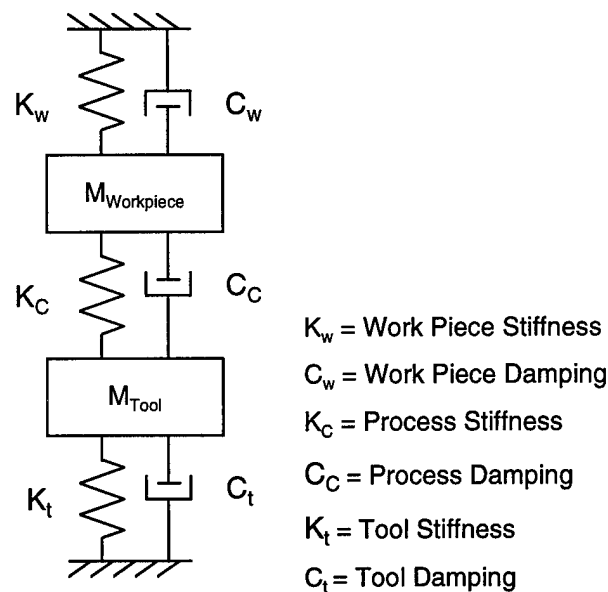 K_w C_w
M_Workpiece
K_C C_C
M_Tool
K_t C_t
K_w = Work Piece Stiffness
C_w = Work Piece Damping
K_C = Process Stiffness
C_C = Process Damping
K_t = Tool Stiffness
C_t = Tool Damping